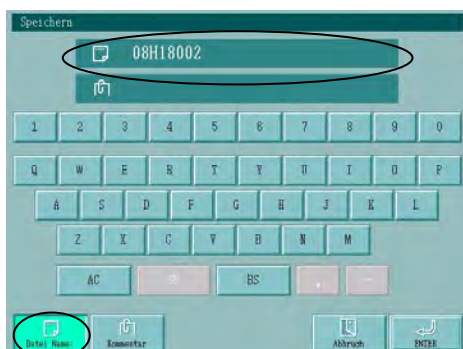 Speichern
08H18002
1 2 3 4 5 6 7 8 9 0
Q W E R T Y U I O P
A S D F G H J K L
Z X C V B N M
AC BS . -
Datei Name: Kommentar Abbruch ENTER